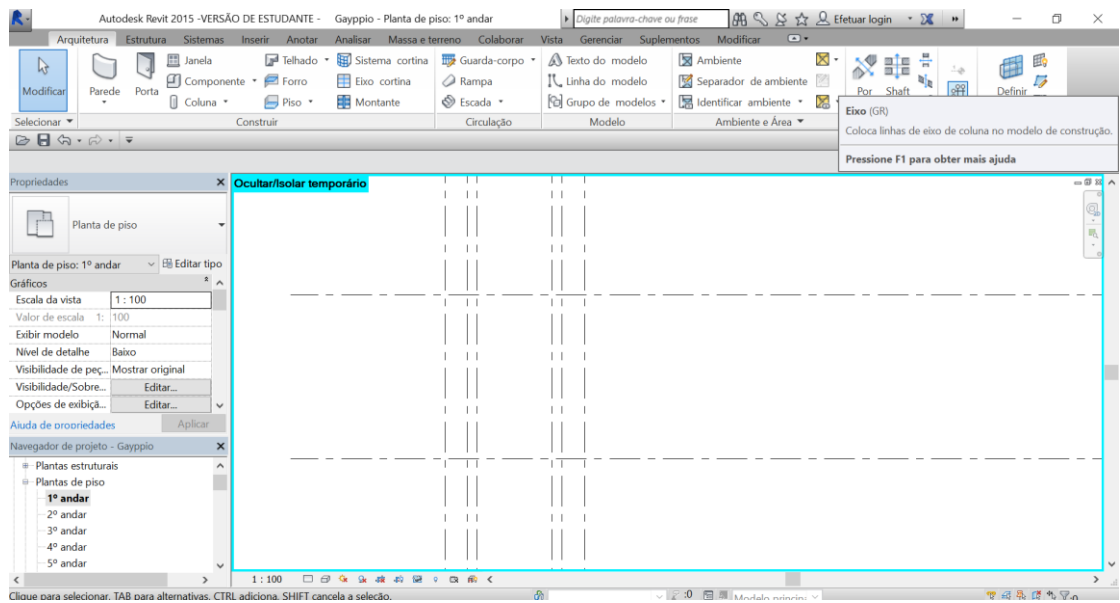 Autodesk Revit 2015 -VERSÃO DE ESTUDANTE - Gayppio - Planta de piso: 1º andar
Digite palavra-chave ou frase
Efetuar login
Arquitetura Estrutura Sistemas Inserir Anotar Analisar Massa e terreno Colaborar Vista Gerenciar Suplementos Modificar
Modificar
Parede
Porta
Janela
Componente
Coluna
Telhado
Forro
Piso
Sistema cortina
Eixo cortina
Montante
Guarda-corpo
Rampa
Escada
Texto do modelo
Linha do modelo
Grupo de modelos
Ambiente
Separador de ambiente
Identificar ambiente
Por
Shaft
Definir
Selecionar
Construir
Circulação
Modelo
Ambiente e Área
Eixo (GR)
Coloca linhas de eixo de coluna no modelo de construção.
Pressione F1 para obter mais ajuda
Propriedades
Planta de piso
Planta de piso: 1º andar
Editar tipo
Gráficos
Escala da vista 1 : 100
Valor de escala 1: 100
Exibir modelo Normal
Nível de detalhe Baixo
Visibilidade de peç... Mostrar original
Visibilidade/Sobre... Editar...
Opções de exibiçã... Editar...
Ajuda de propriedades Aplicar
Navegador de projeto - Gayppio
Plantas estruturais
Plantas de piso
1º andar
2º andar
3º andar
4º andar
5º andar
Ocultar/Isolar temporário
1 : 100
Clique para selecionar, TAB para alternativas, CTRL adiciona, SHIFT cancela a seleção.
:0
Modelo princip
:0